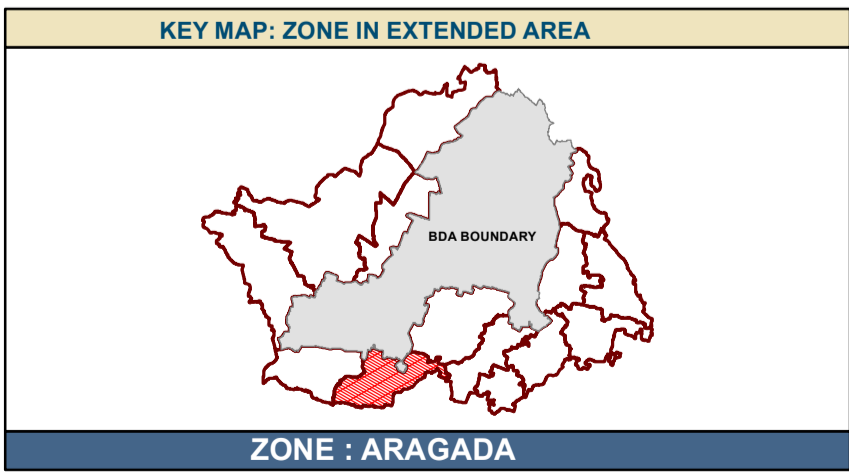 KEY MAP: ZONE IN EXTENDED AREA
BDA BOUNDARY
ZONE : ARAGADA